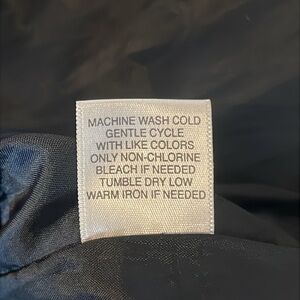 MACHINE WASH COLD
GENTLE CYCLE
WITH LIKE COLORS
ONLY NON-CHLORINE
BLEACH IF NEEDED
TUMBLE DRY LOW
WARM IRON IF NEEDED